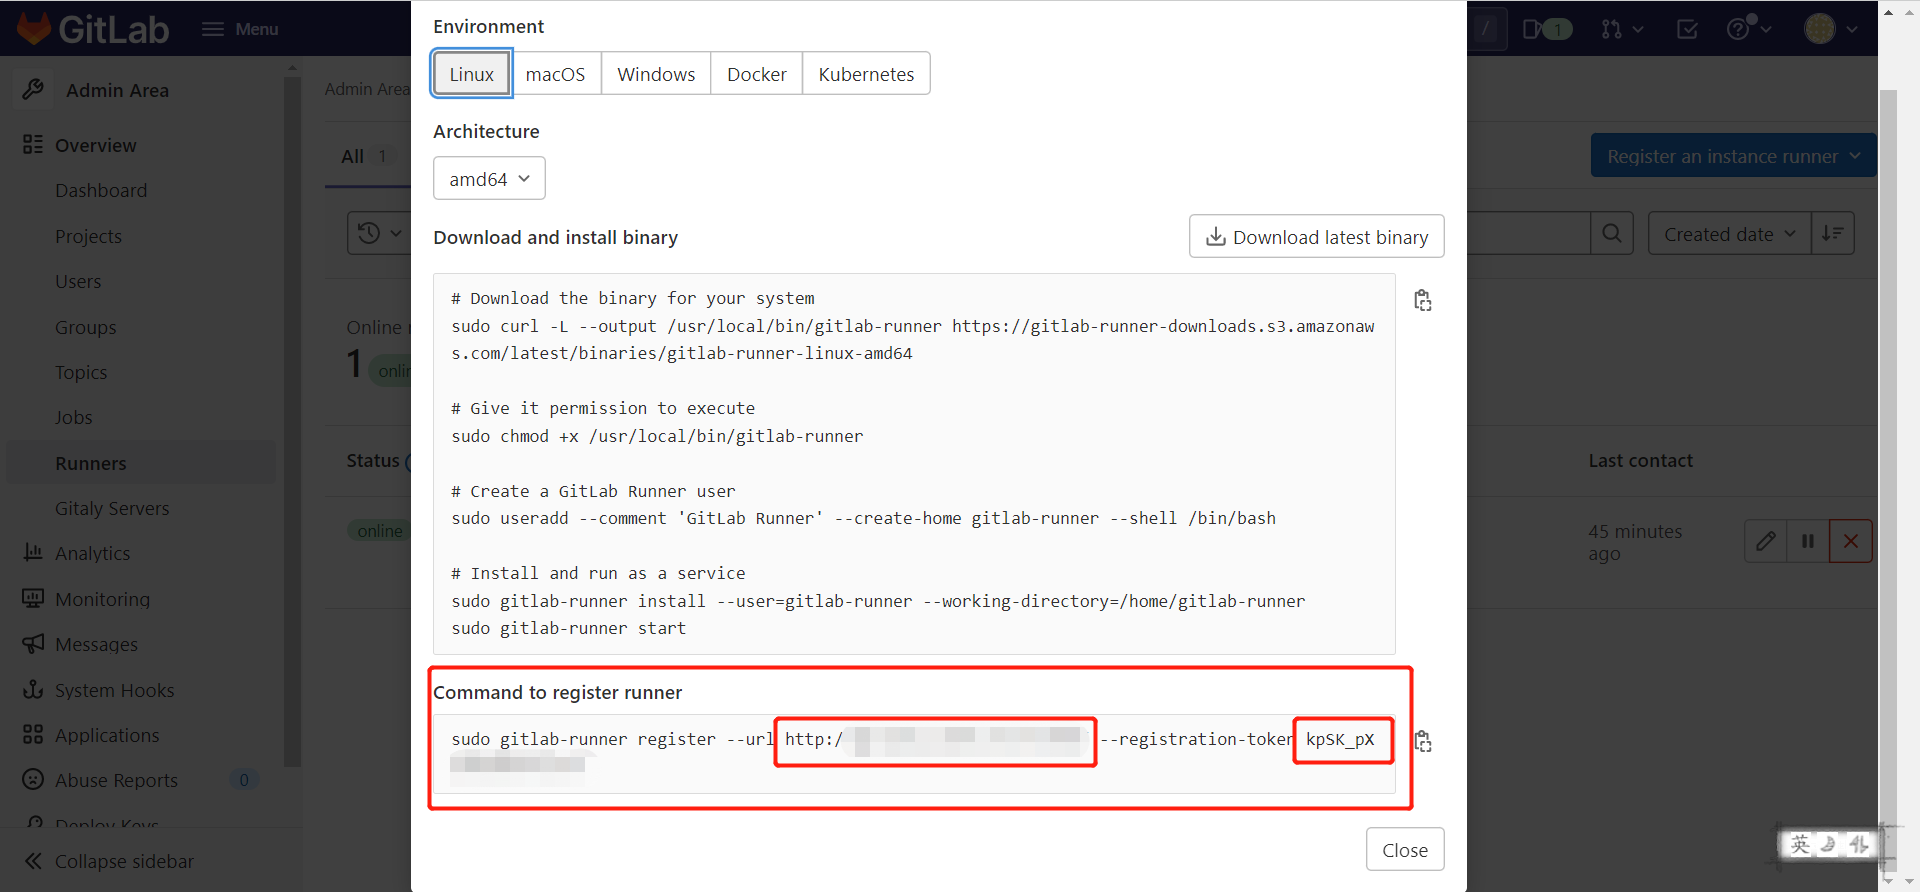 GitLab
Menu
/
1
Admin Area
Overview
Dashboard
Projects
Users
Groups
Topics
Jobs
Runners
Gitaly Servers
Analytics
Monitoring
Messages
System Hooks
Applications
Abuse Reports 0
Deploy Keys
Collapse sidebar
Admin Area
All 1
Register an instance runner
Created date
Online
1
Status
Last contact
online
45 minutes
ago
Environment
Linux macOS Windows Docker Kubernetes
Architecture
amd64
Download and install binary
Download latest binary
# Download the binary for your system
sudo curl -L --output /usr/local/bin/gitlab-runner https://gitlab-runner-downloads.s3.amazonaw
s.com/latest/binaries/gitlab-runner-linux-amd64
# Give it permission to execute
sudo chmod +x /usr/local/bin/gitlab-runner
# Create a GitLab Runner user
sudo useradd --comment 'GitLab Runner' --create-home gitlab-runner --shell /bin/bash
# Install and run as a service
sudo gitlab-runner install --user=gitlab-runner --working-directory=/home/gitlab-runner
sudo gitlab-runner start
Command to register runner
sudo gitlab-runner register --url http:/ --registration-token kpSK_pX
Close
英